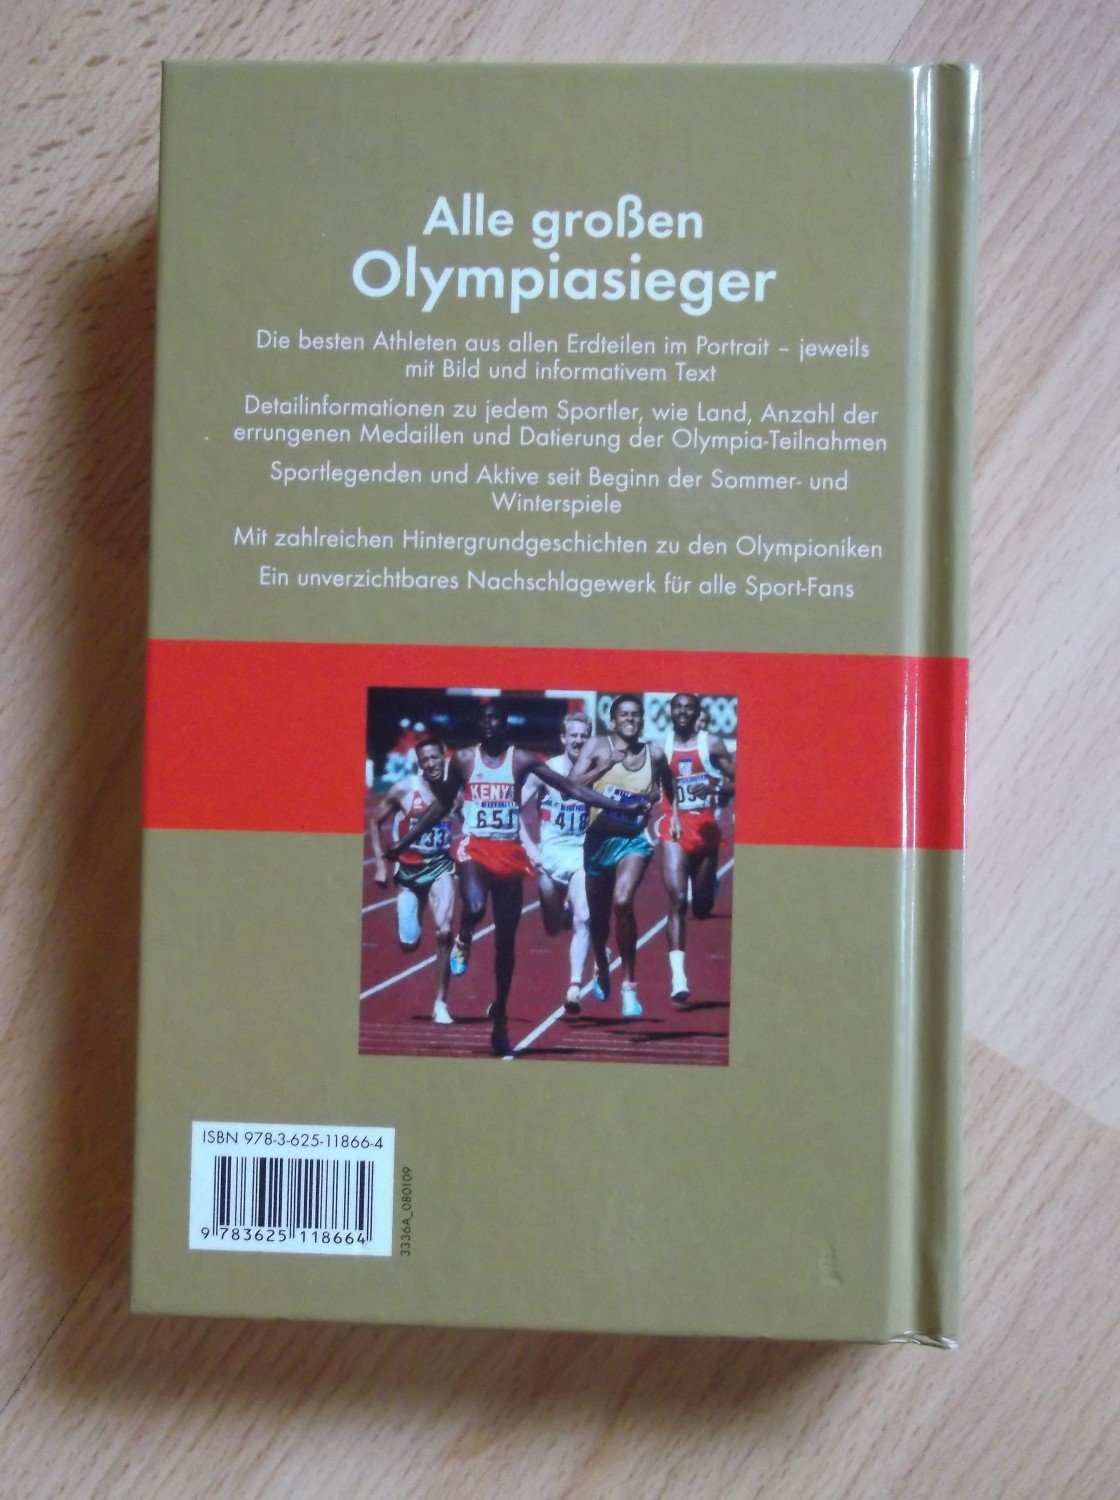 Alle großen
Olympiasieger
Die besten Athleten aus allen Erdteilen im Portrait – jeweils
mit Bild und informativem Text
Detailinformationen zu jedem Sportler, wie Land, Anzahl der
errungenen Medaillen und Datierung der Olympia-Teilnahmen
Sportlegenden und Aktive seit Beginn der Sommer- und
Winterspiele
Mit zahlreichen Hintergrundgeschichten zu den Olympioniken
Ein unverzichtbares Nachschlagewerk für alle Sport-Fans
KENYA
651
418
33
ISBN 978-3-625-11866-4
9 783625 118664
3336A_080109